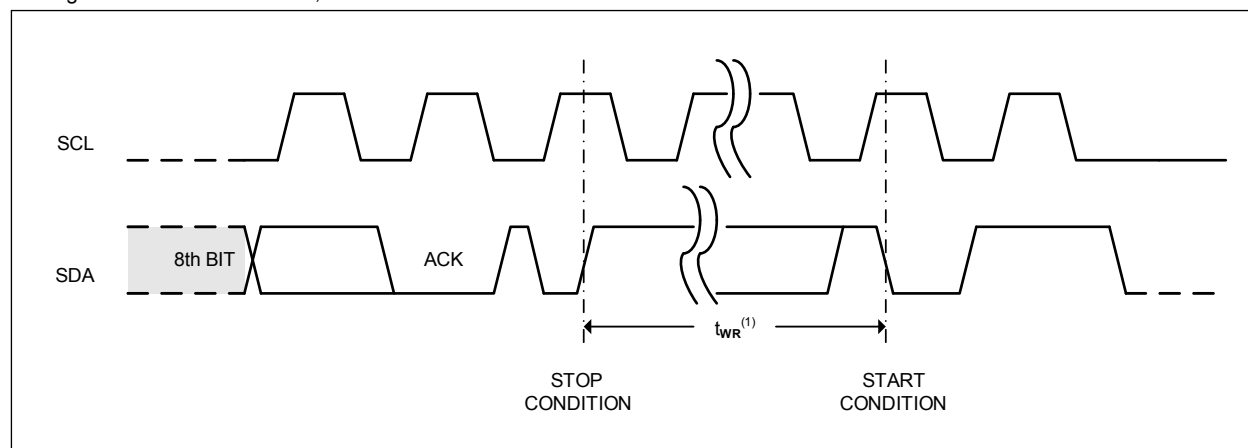 SCL
8th BIT
ACK
SDA
tWR(1)
STOP
CONDITION
START
CONDITION